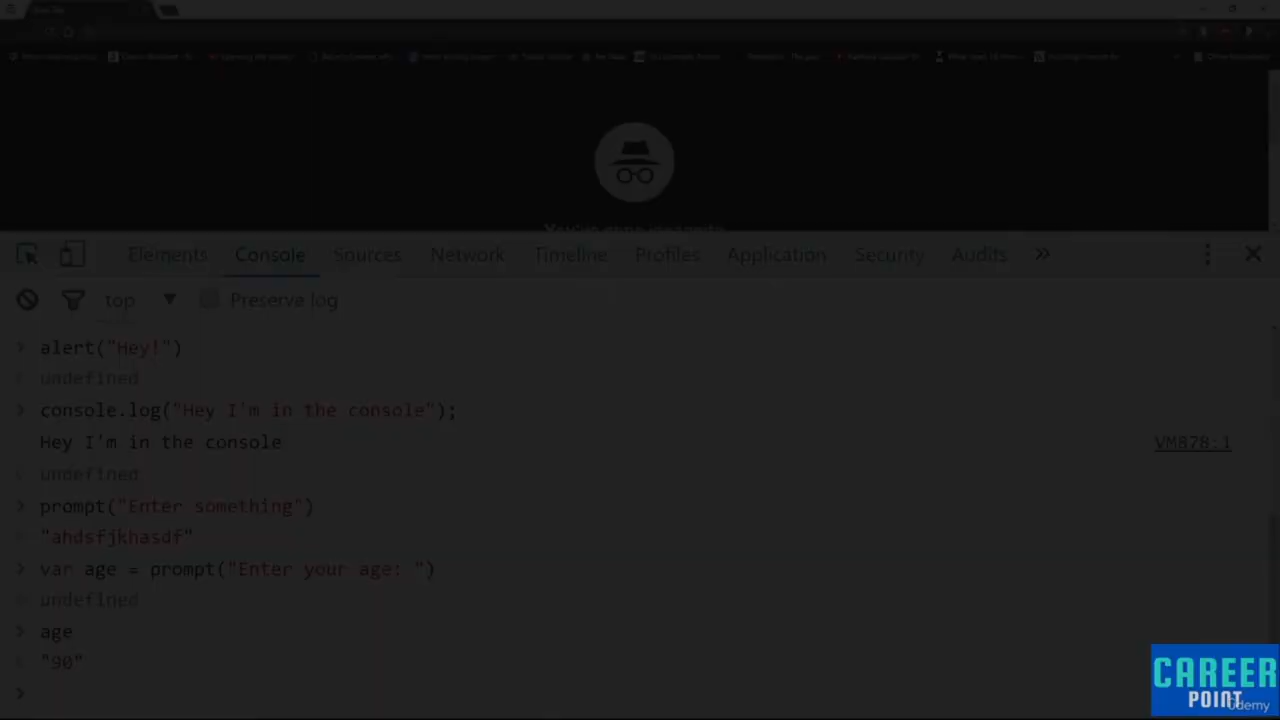 Elements Console Sources Network Timeline Profiles Application Security Audits »
top Preserve log
> alert("Hey!")
undefined
> console.log("Hey I'm in the console");
Hey I'm in the console VM878:1
undefined
> prompt("Enter something")
"ahdsfjkhasdf"
> var age = prompt("Enter your age: ")
undefined
> age
"90"
>
CAREER
POINT
Udemy